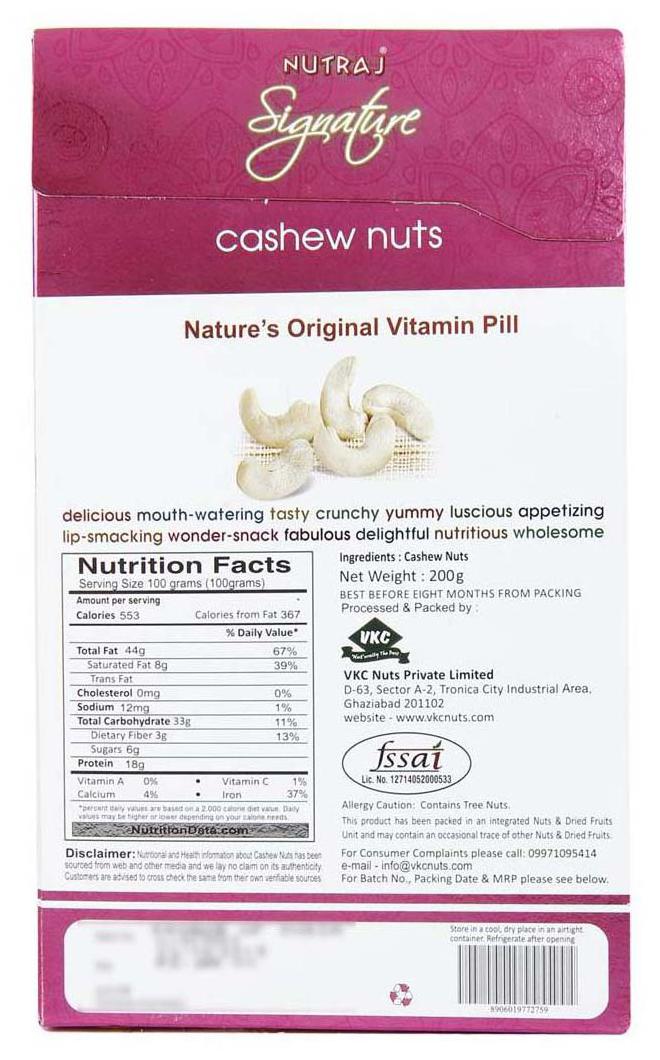 NUTRAJ®
Signature
cashew nuts
Nature's Original Vitamin Pill
delicious mouth-watering tasty crunchy yummy luscious appetizing
lip-smacking wonder-snack fabulous delightful nutritious wholesome
Nutrition Facts
Serving Size 100 grams (100grams)
Amount per serving
Calories 553 Calories from Fat 367
% Daily Value*
Total Fat 44g 67%
Saturated Fat 8g 39%
Trans Fat
Cholesterol 0mg 0%
Sodium 12mg 1%
Total Carbohydrate 33g 11%
Dietary Fiber 3g 13%
Sugars 6g
Protein 18g
Vitamin A 0% • Vitamin C 1%
Calcium 4% • Iron 37%
*percent daily values are based on a 2,000 calorie diet value. Daily
values may be higher or lower depending on your calorie needs.
NutritionData.com
Disclaimer: Nutritional and Health information about Cashew Nuts has been
sourced from web and other media and we lay no claim on its authenticity.
Customers are advised to cross check the same from their own verifiable sources
Ingredients : Cashew Nuts
Net Weight : 200g
BEST BEFORE EIGHT MONTHS FROM PACKING
Processed & Packed by :
VKC
Nut'urally The Best
VKC Nuts Private Limited
D-63, Sector A-2, Tronica City Industrial Area,
Ghaziabad 201102
website - www.vkcnuts.com
fssai
Lic. No. 12714052000533
Allergy Caution: Contains Tree Nuts.
This product has been packed in an integrated Nuts & Dried Fruits
Unit and may contain an occasional trace of other Nuts & Dried Fruits.
For Consumer Complaints please call: 09971095414
e-mail - info@vkcnuts.com
For Batch No., Packing Date & MRP please see below.
Store in a cool, dry place in an airtight
container. Refrigerate after opening
8906019772759